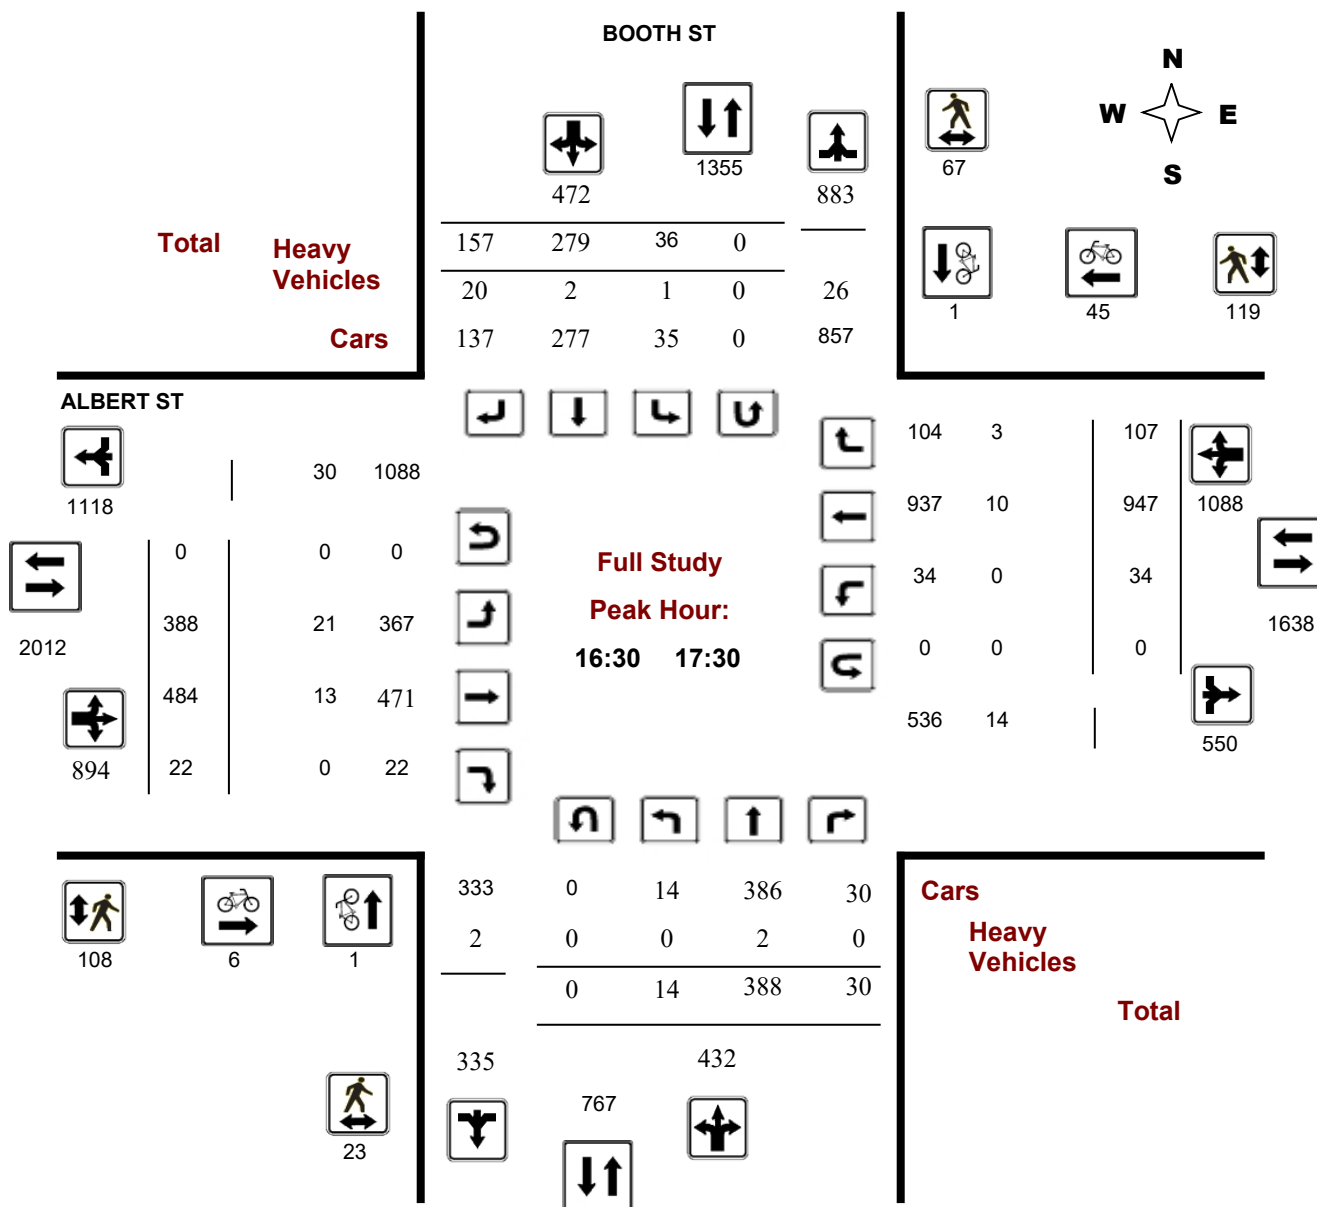 BOOTH ST
N
W E
S
1355
67
472 883
Total Heavy Vehicles Cars
157 279 36 0
20 2 1 0 26
137 277 35 0 857
1 45 119
ALBERT ST
104 3 107
30 1088
1118
937 10 947 1088
0 0 0
Full Study
Peak Hour:
16:30 17:30
34 0 34
388 21 367
1638
2012
0 0 0
484 13 471
536 14
550
894 22 0 22
333 0 14 386 30
2 0 0 2 0
0 14 388 30
Cars
Heavy
Vehicles
Total
108 6 1
335 432
767
23